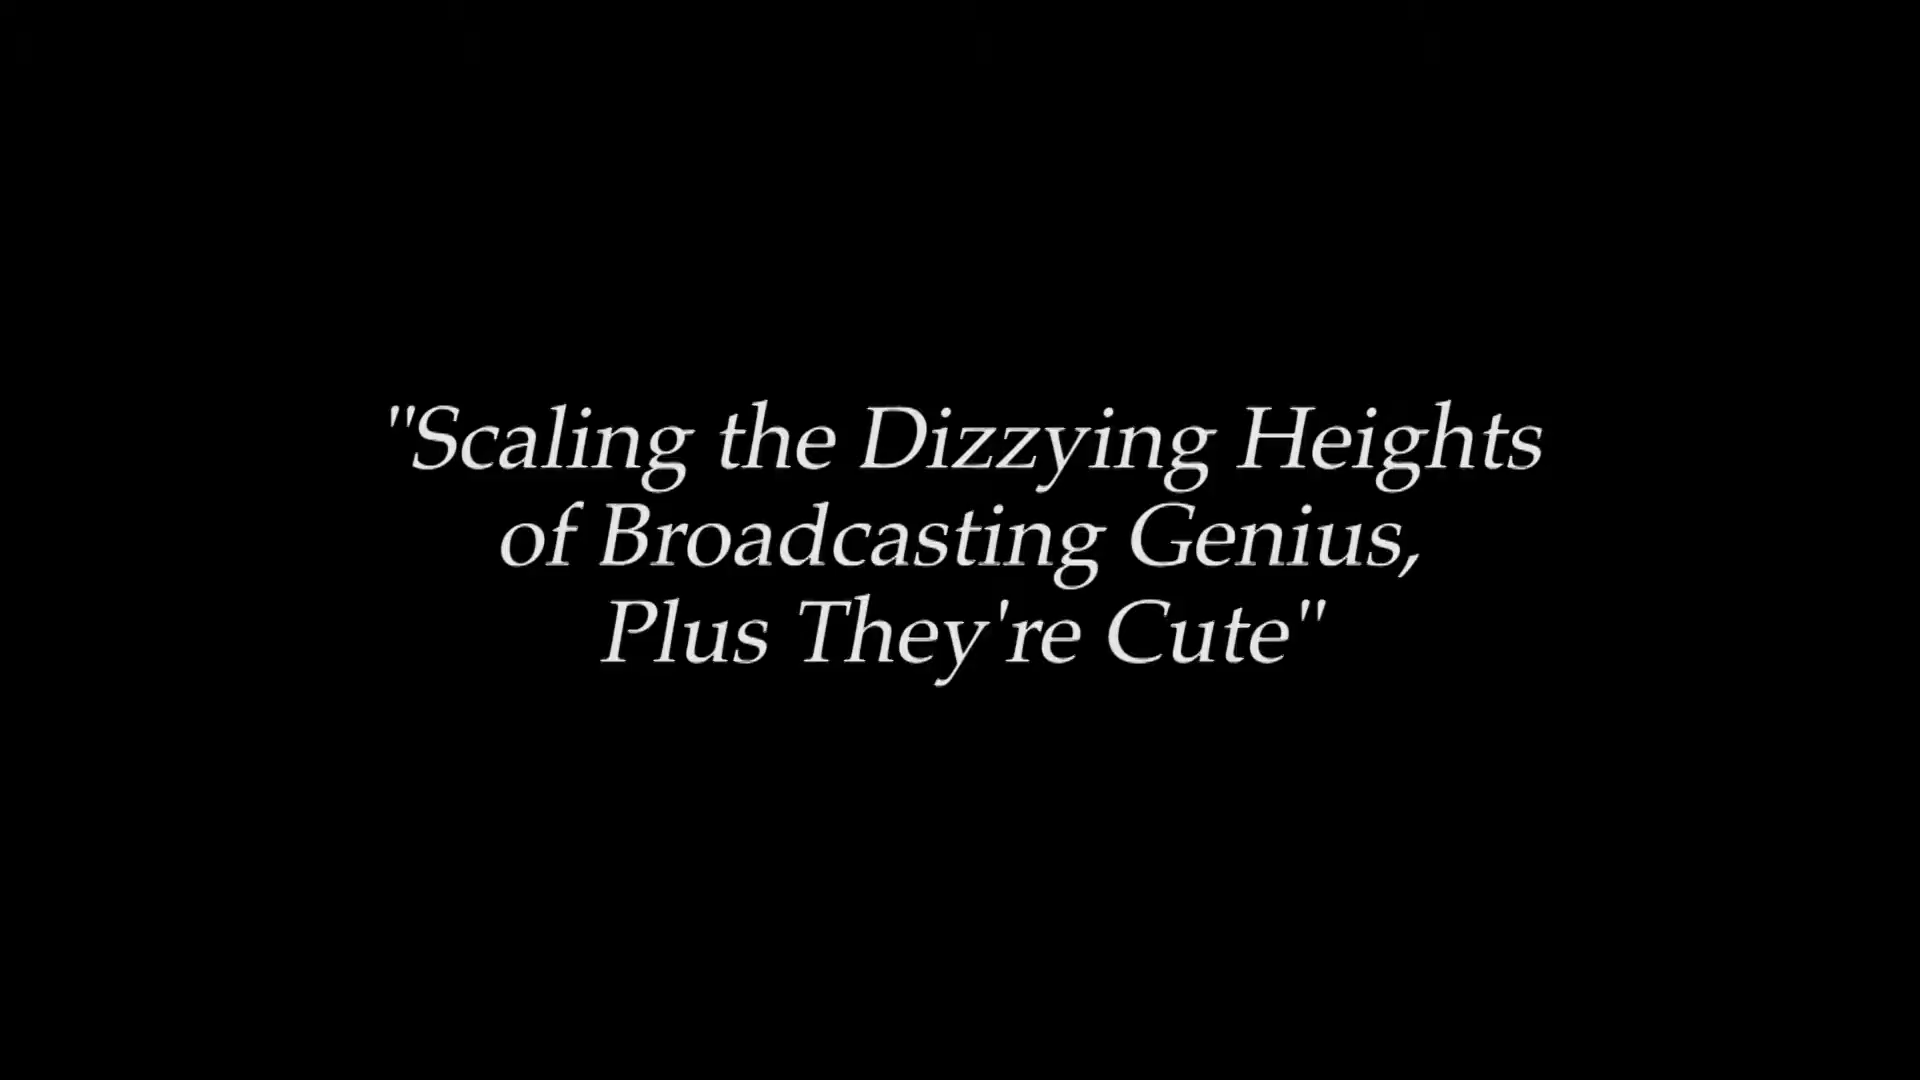 "Scaling the Dizzying Heights
of Broadcasting Genius,
Plus They're Cute"